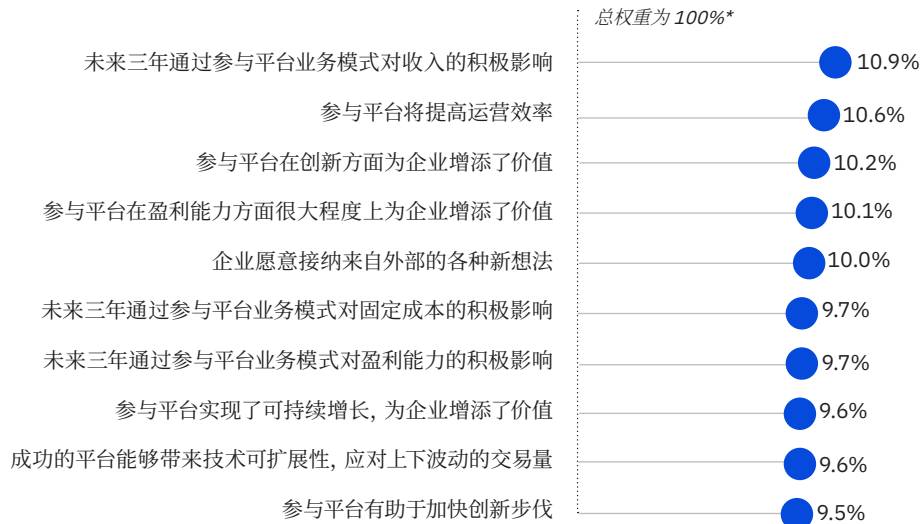 总权重为 100%*
未来三年通过参与平台业务模式对收入的积极影响 10.9%
参与平台将提高运营效率 10.6%
参与平台在创新方面为企业增添了价值 10.2%
参与平台在盈利能力方面很大程度上为企业增添了价值 10.1%
企业愿意接纳来自外部的各种新想法 10.0%
未来三年通过参与平台业务模式对固定成本的积极影响 9.7%
未来三年通过参与平台业务模式对盈利能力的积极影响 9.7%
参与平台实现了可持续增长, 为企业增添了价值 9.6%
成功的平台能够带来技术可扩展性, 应对上下波动的交易量 9.6%
参与平台有助于加快创新步伐 9.5%